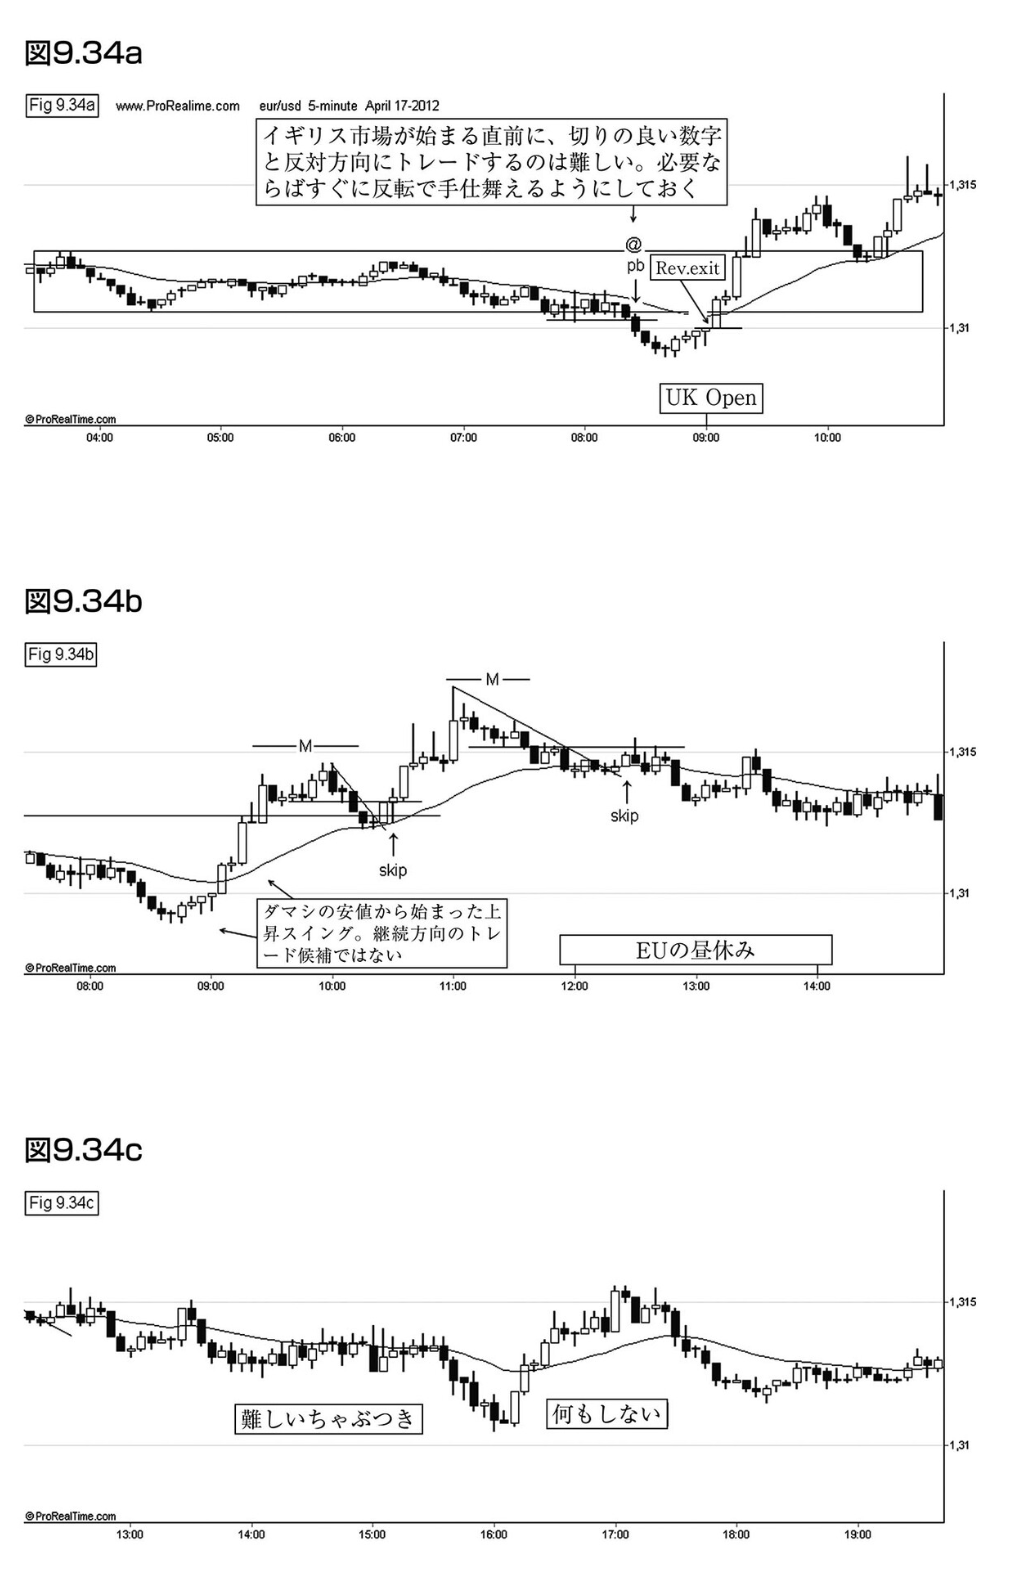 図9.34a
Fig 9.34a www.ProRealime.com eur/usd 5-minute April 17-2012
イギリス市場が始まる直前に、切りの良い数字
と反対方向にトレードするのは難しい。必要な
らばすぐに反転で手仕舞えるようにしておく
1,315
@
pb
Rev.exit
1,31
UK Open
©ProRealTime.com
04:00 05:00 06:00 07:00 08:00 09:00 10:00
図9.34b
Fig 9.34b
M
M
1,315
skip
skip
1,31
ダマシの安値から始まった上
昇スイング。継続方向のトレ
ード候補ではない
EUの昼休み
©ProRealTime.com
08:00 09:00 10:00 11:00 12:00 13:00 14:00
図9.34c
Fig 9.34c
1,315
難しいちゃぶつき
何もしない
1,31
©ProRealTime.com
13:00 14:00 15:00 16:00 17:00 18:00 19:00